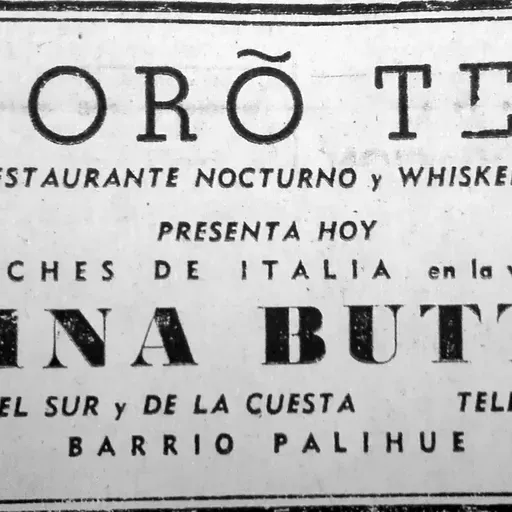 ORÕ TE
ESTAURANTE NOCTURNO y WHISKE
PRESENTA HOY
CHES DE ITALIA en la v
INA BUTT
EL SUR y DE LA CUESTA TELE
BARRIO PALIHUE